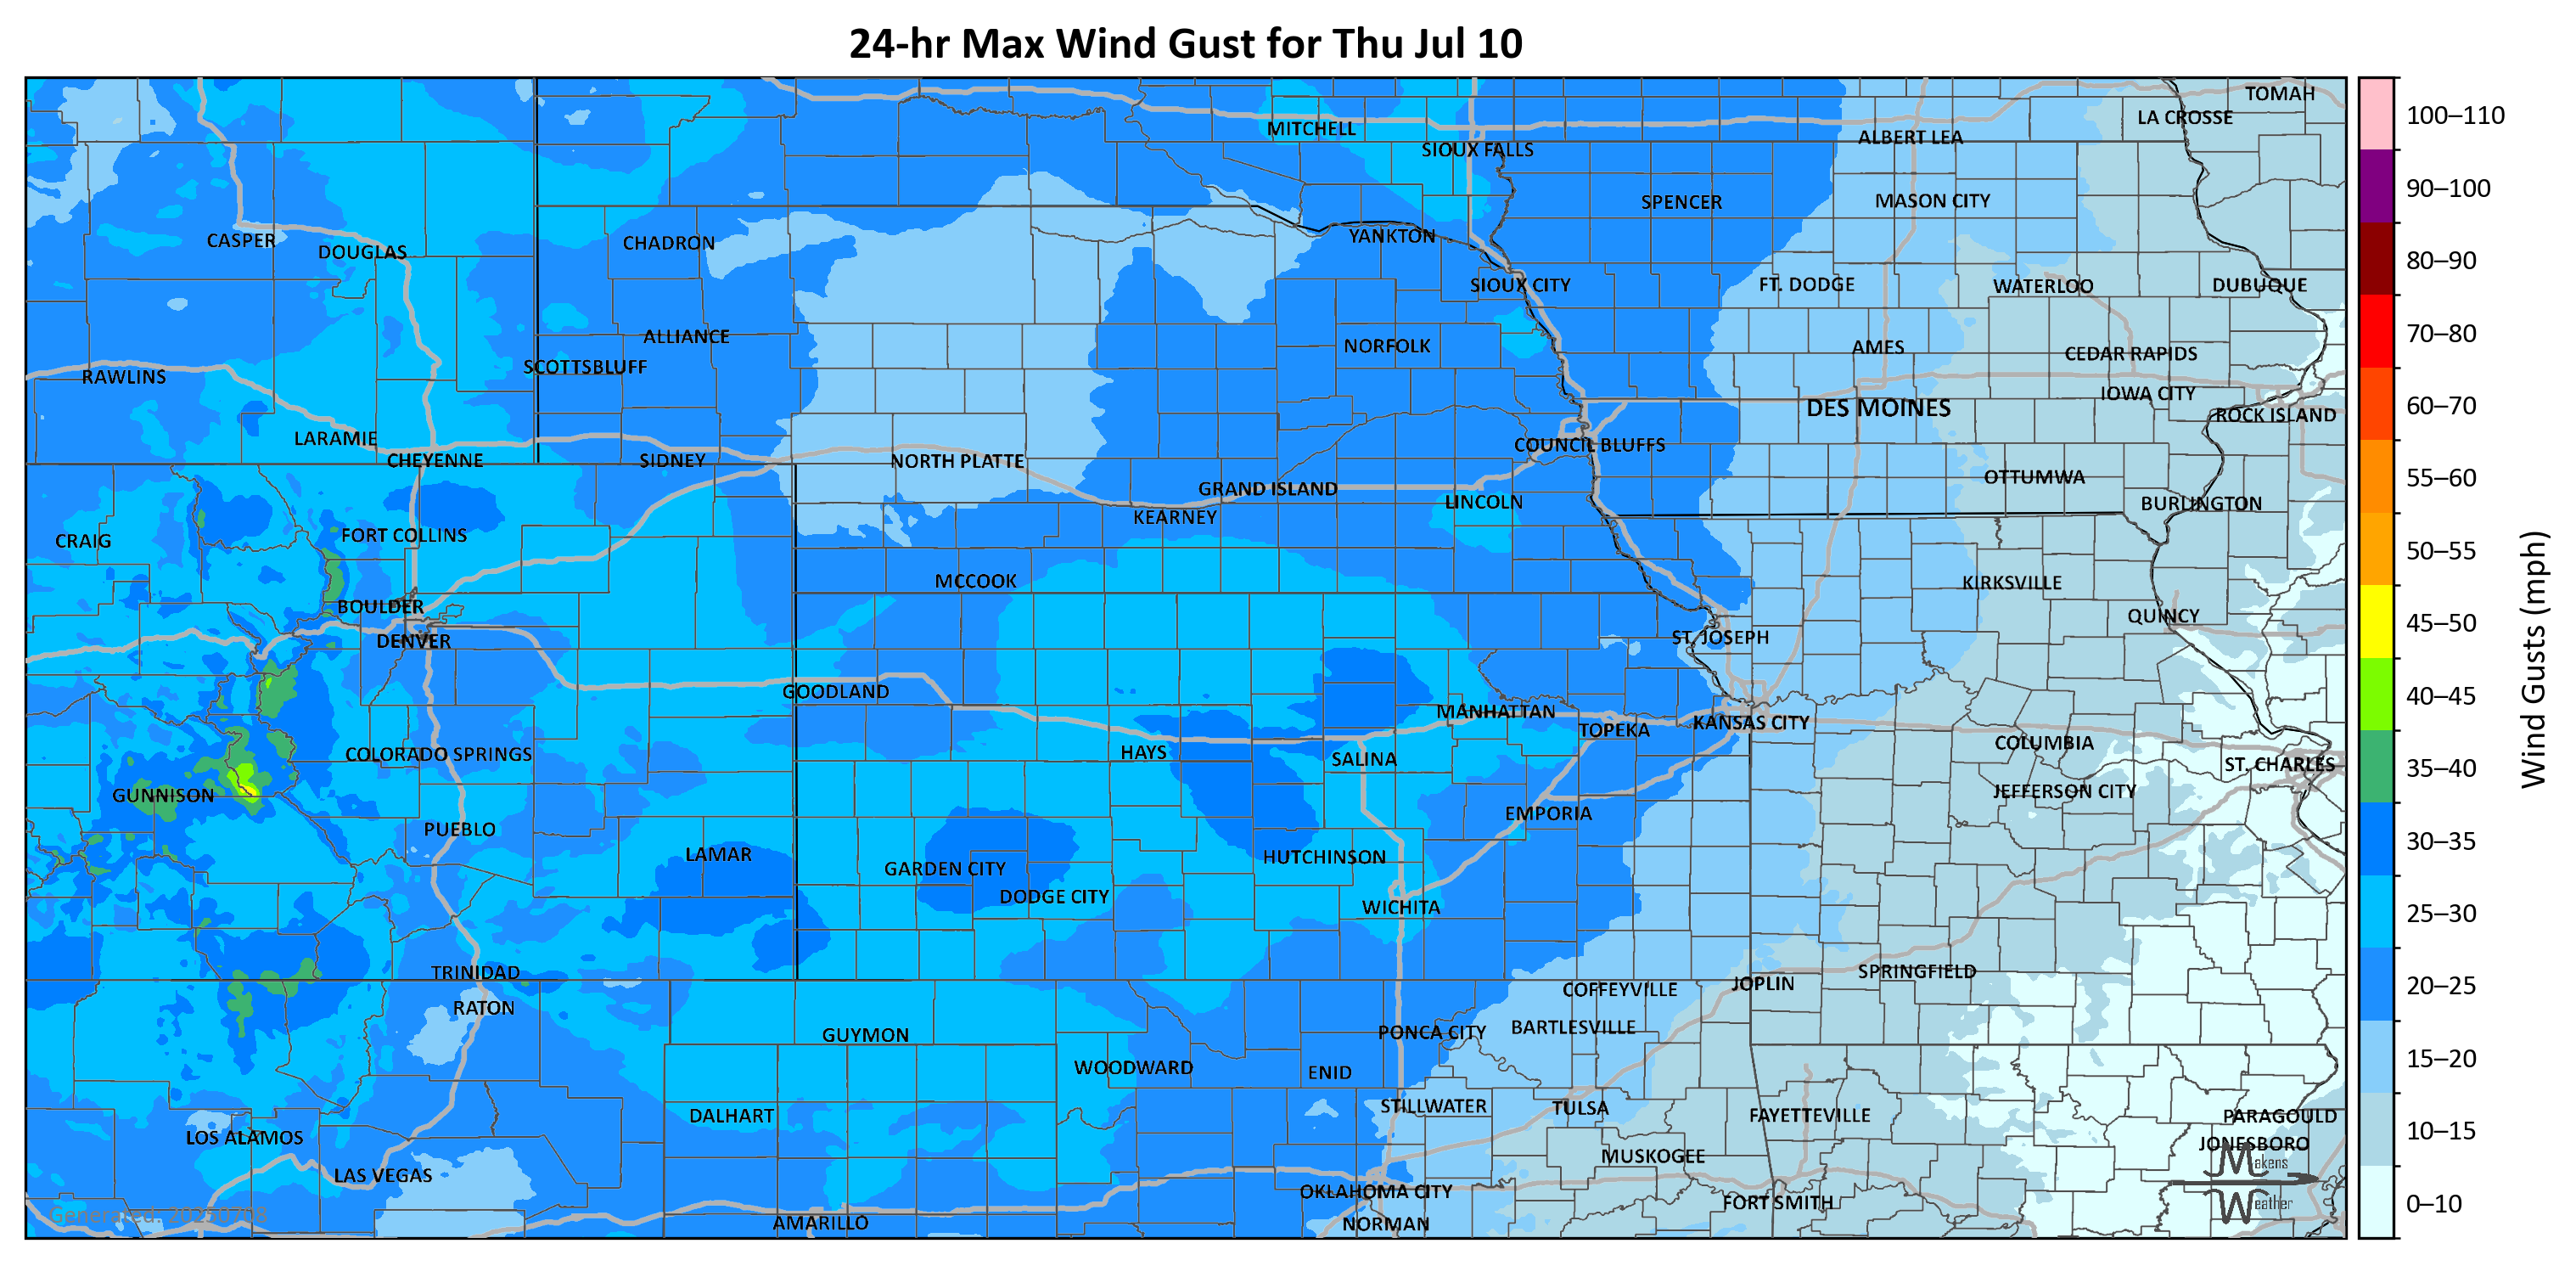 24-hr Max Wind Gust for Thu Jul 10
TOMAH
LA CROSSE
MITCHELL
ALBERT LEA
SIOUX FALLS
SPENCER
MASON CITY
CASPER
DOUGLAS
CHADRON
YANKTON
SIOUX CITY
FT. DODGE
WATERLOO
DUBUQUE
ALLIANCE
NORFOLK
AMES
CEDAR RAPIDS
SCOTTSBLUFF
RAWLINS
IOWA CITY
DES MOINES
ROCK ISLAND
LARAMIE
CHEYENNE
SIDNEY
NORTH PLATTE
COUNCIL BLUFFS
OTTUMWA
GRAND ISLAND
LINCOLN
BURLINGTON
KEARNEY
CRAIG
FORT COLLINS
MCCOOK
KIRKSVILLE
BOULDER
QUINCY
DENVER
ST. JOSEPH
GOODLAND
MANHATTAN
TOPEKA
KANSAS CITY
COLORADO SPRINGS
HAYS
SALINA
COLUMBIA
ST. CHARLES
GUNNISON
JEFFERSON CITY
EMPORIA
PUEBLO
LAMAR
GARDEN CITY
HUTCHINSON
DODGE CITY
WICHITA
TRINIDAD
SPRINGFIELD
JOPLIN
COFFEYVILLE
RATON
GUYMON
PONCA CITY
BARTLESVILLE
WOODWARD
ENID
DALHART
STILLWATER
TULSA
FAYETTEVILLE
PARAGOULD
LOS ALAMOS
JONESBORO
MUSKOGEE
LAS VEGAS
OKLAHOMA CITY
FORT SMITH
AMARILLO
NORMAN
Generated: 20250708
Makens
Weather
100–110
90–100
80–90
70–80
60–70
55–60
50–55
45–50
40–45
35–40
30–35
25–30
20–25
15–20
10–15
0–10
Wind Gusts (mph)